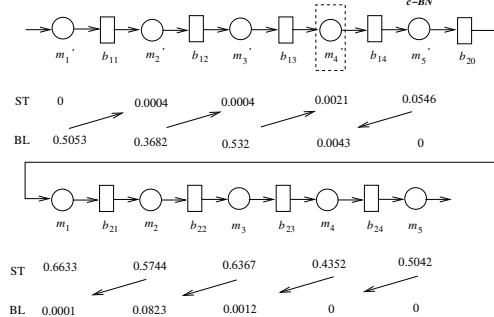 c-BN
m1' b11 m2' b12 m3' b13 m4' b14 m5' b20
ST 0 0.0004 0.0004 0.0021 0.0546
BL 0.5053 0.3682 0.532 0.0043 0
m1 b21 m2 b22 m3 b23 m4 b24 m5
ST 0.6633 0.5744 0.6367 0.4352 0.5042
BL 0.0001 0.0823 0.0012 0 0